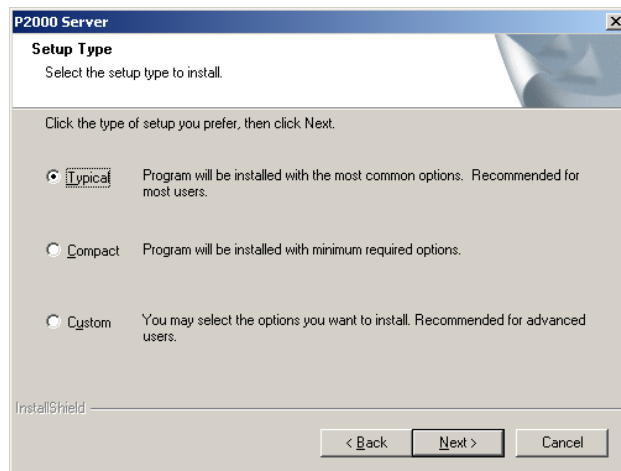 P2000 Server
Setup Type
Select the setup type to install.
Click the type of setup you prefer, then click Next.
Typical
Program will be installed with the most common options. Recommended for
most users.
Compact
Program will be installed with minimum required options.
Custom
You may select the options you want to install. Recommended for advanced
users.
InstallShield
< Back
Next >
Cancel